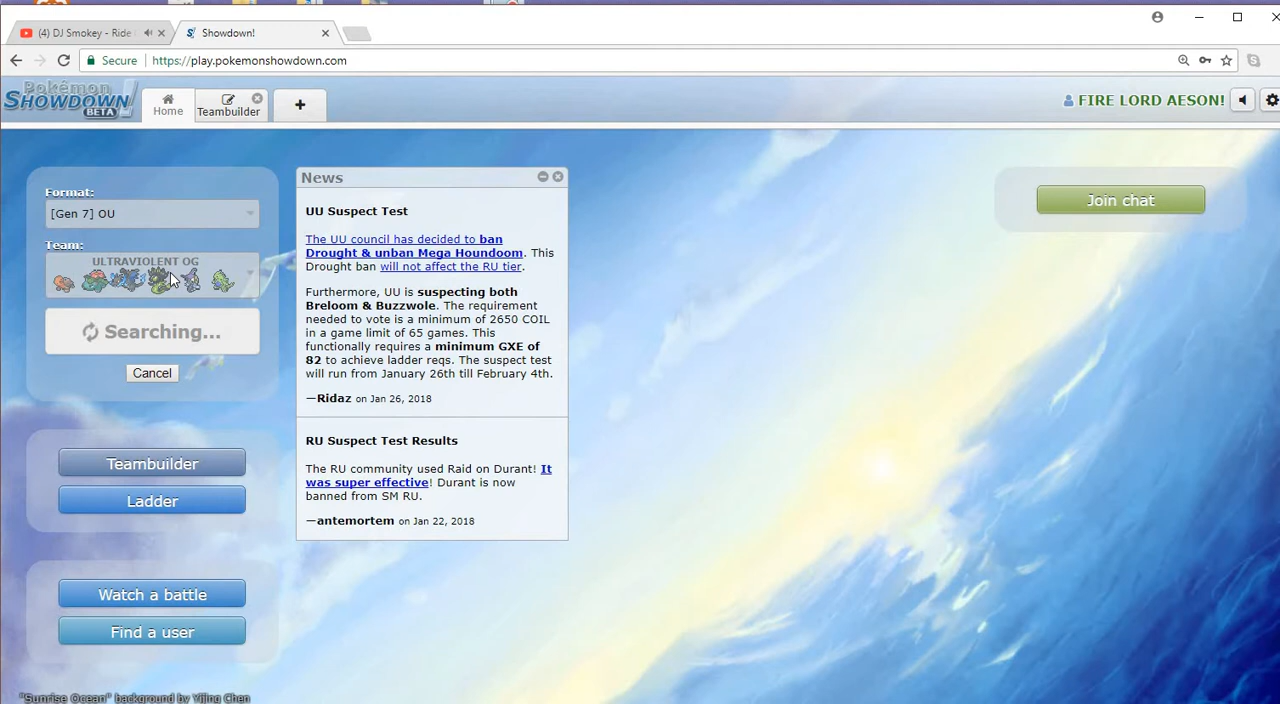 (4) DJ Smokey - Ride
Showdown!
Secure
https://play.pokemonshowdown.com
Pokémon
SHOWDOWN!
BETA
Home
Teambuilder
+
FIRE LORD AESON!
Format:
[Gen 7] OU
Team:
ULTRAVIOLENT OG
Searching...
Cancel
Teambuilder
Ladder
Watch a battle
Find a user
News
UU Suspect Test
The UU council has decided to ban
Drought & unban Mega Houndoom. This
Drought ban will not affect the RU tier.
Furthermore, UU is suspecting both
Breloom & Buzzwole. The requirement
needed to vote is a minimum of 2650 COIL
in a game limit of 65 games. This
functionally requires a minimum GXE of
82 to achieve ladder reqs. The suspect test
will run from January 26th till February 4th.
—Ridaz on Jan 26, 2018
RU Suspect Test Results
The RU community used Raid on Durant! It
was super effective! Durant is now
banned from SM RU.
—antemortem on Jan 22, 2018
Join chat
"Sunrise Ocean" background by Yijing Chen